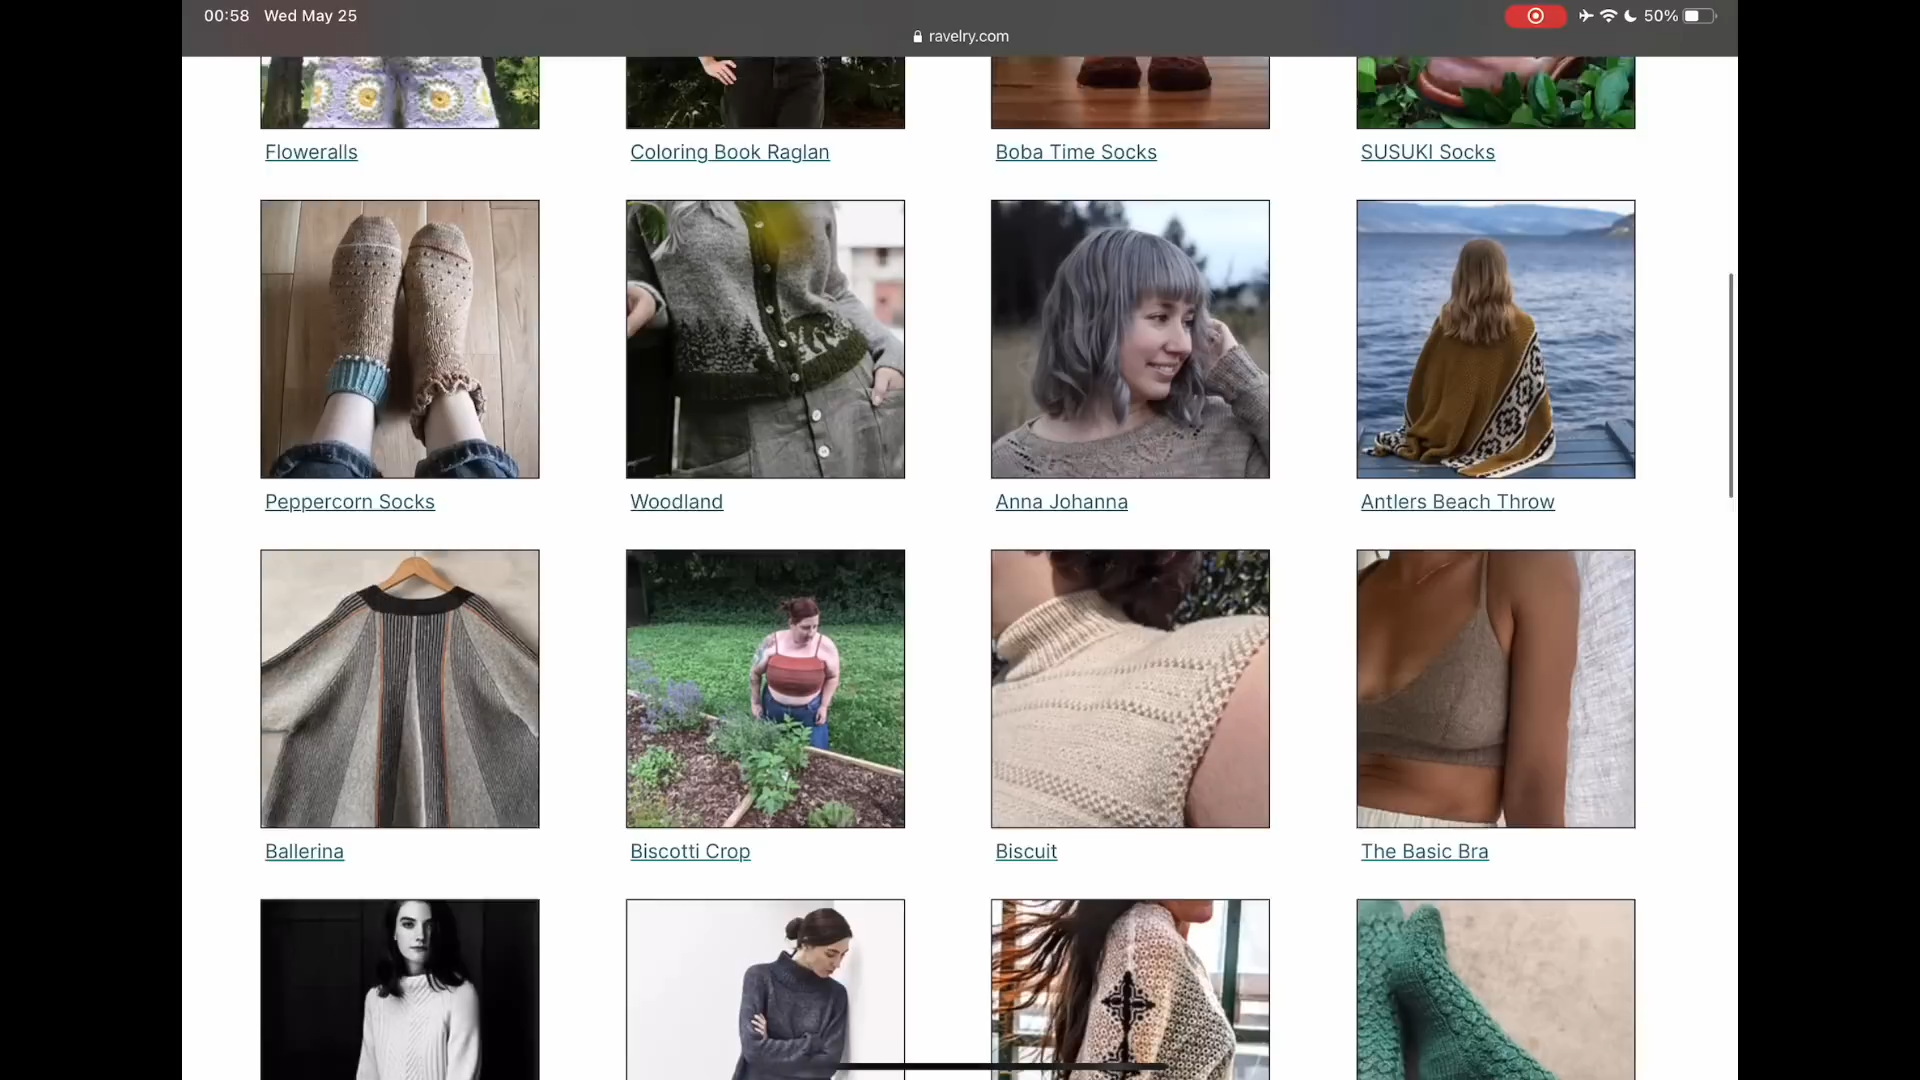 00:58 Wed May 25
50%
ravelry.com
Floweralls
Coloring Book Raglan
Boba Time Socks
SUSUKI Socks
Peppercorn Socks
Woodland
Anna Johanna
Antlers Beach Throw
Ballerina
Biscotti Crop
Biscuit
The Basic Bra